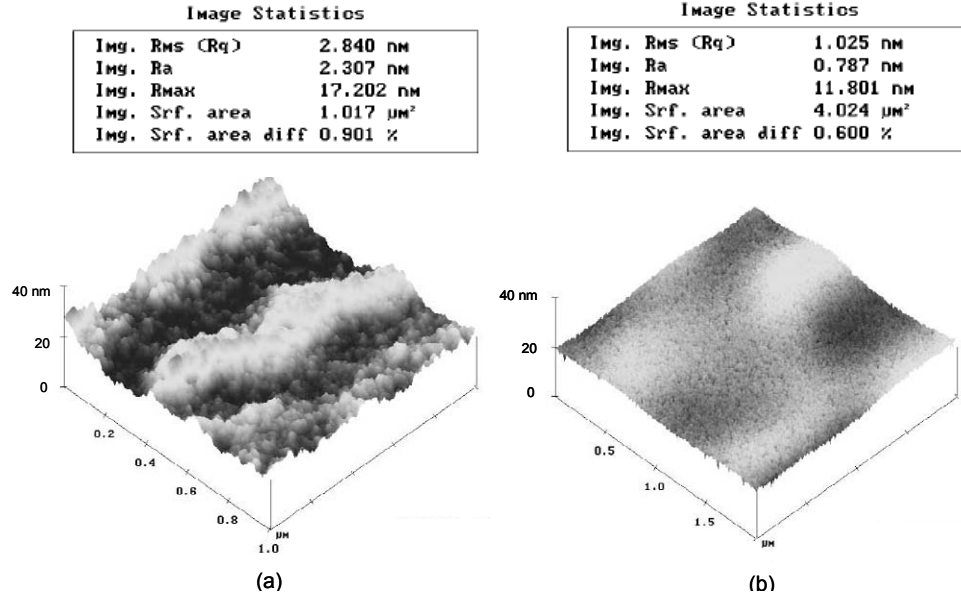 Image Statistics
Img. Rms (Rq) 2.840 nm
Img. Ra 2.307 nm
Img. Rmax 17.202 nm
Img. Srf. area 1.017 µm²
Img. Srf. area diff 0.901 %
40 nm
20
0
0.2
0.4
0.6
0.8
1.0
µm
(a)
Image Statistics
Img. Rms (Rq) 1.025 nm
Img. Ra 0.787 nm
Img. Rmax 11.801 nm
Img. Srf. area 4.024 µm²
Img. Srf. area diff 0.600 %
40 nm
20
0
0.5
1.0
1.5
µm
(b)